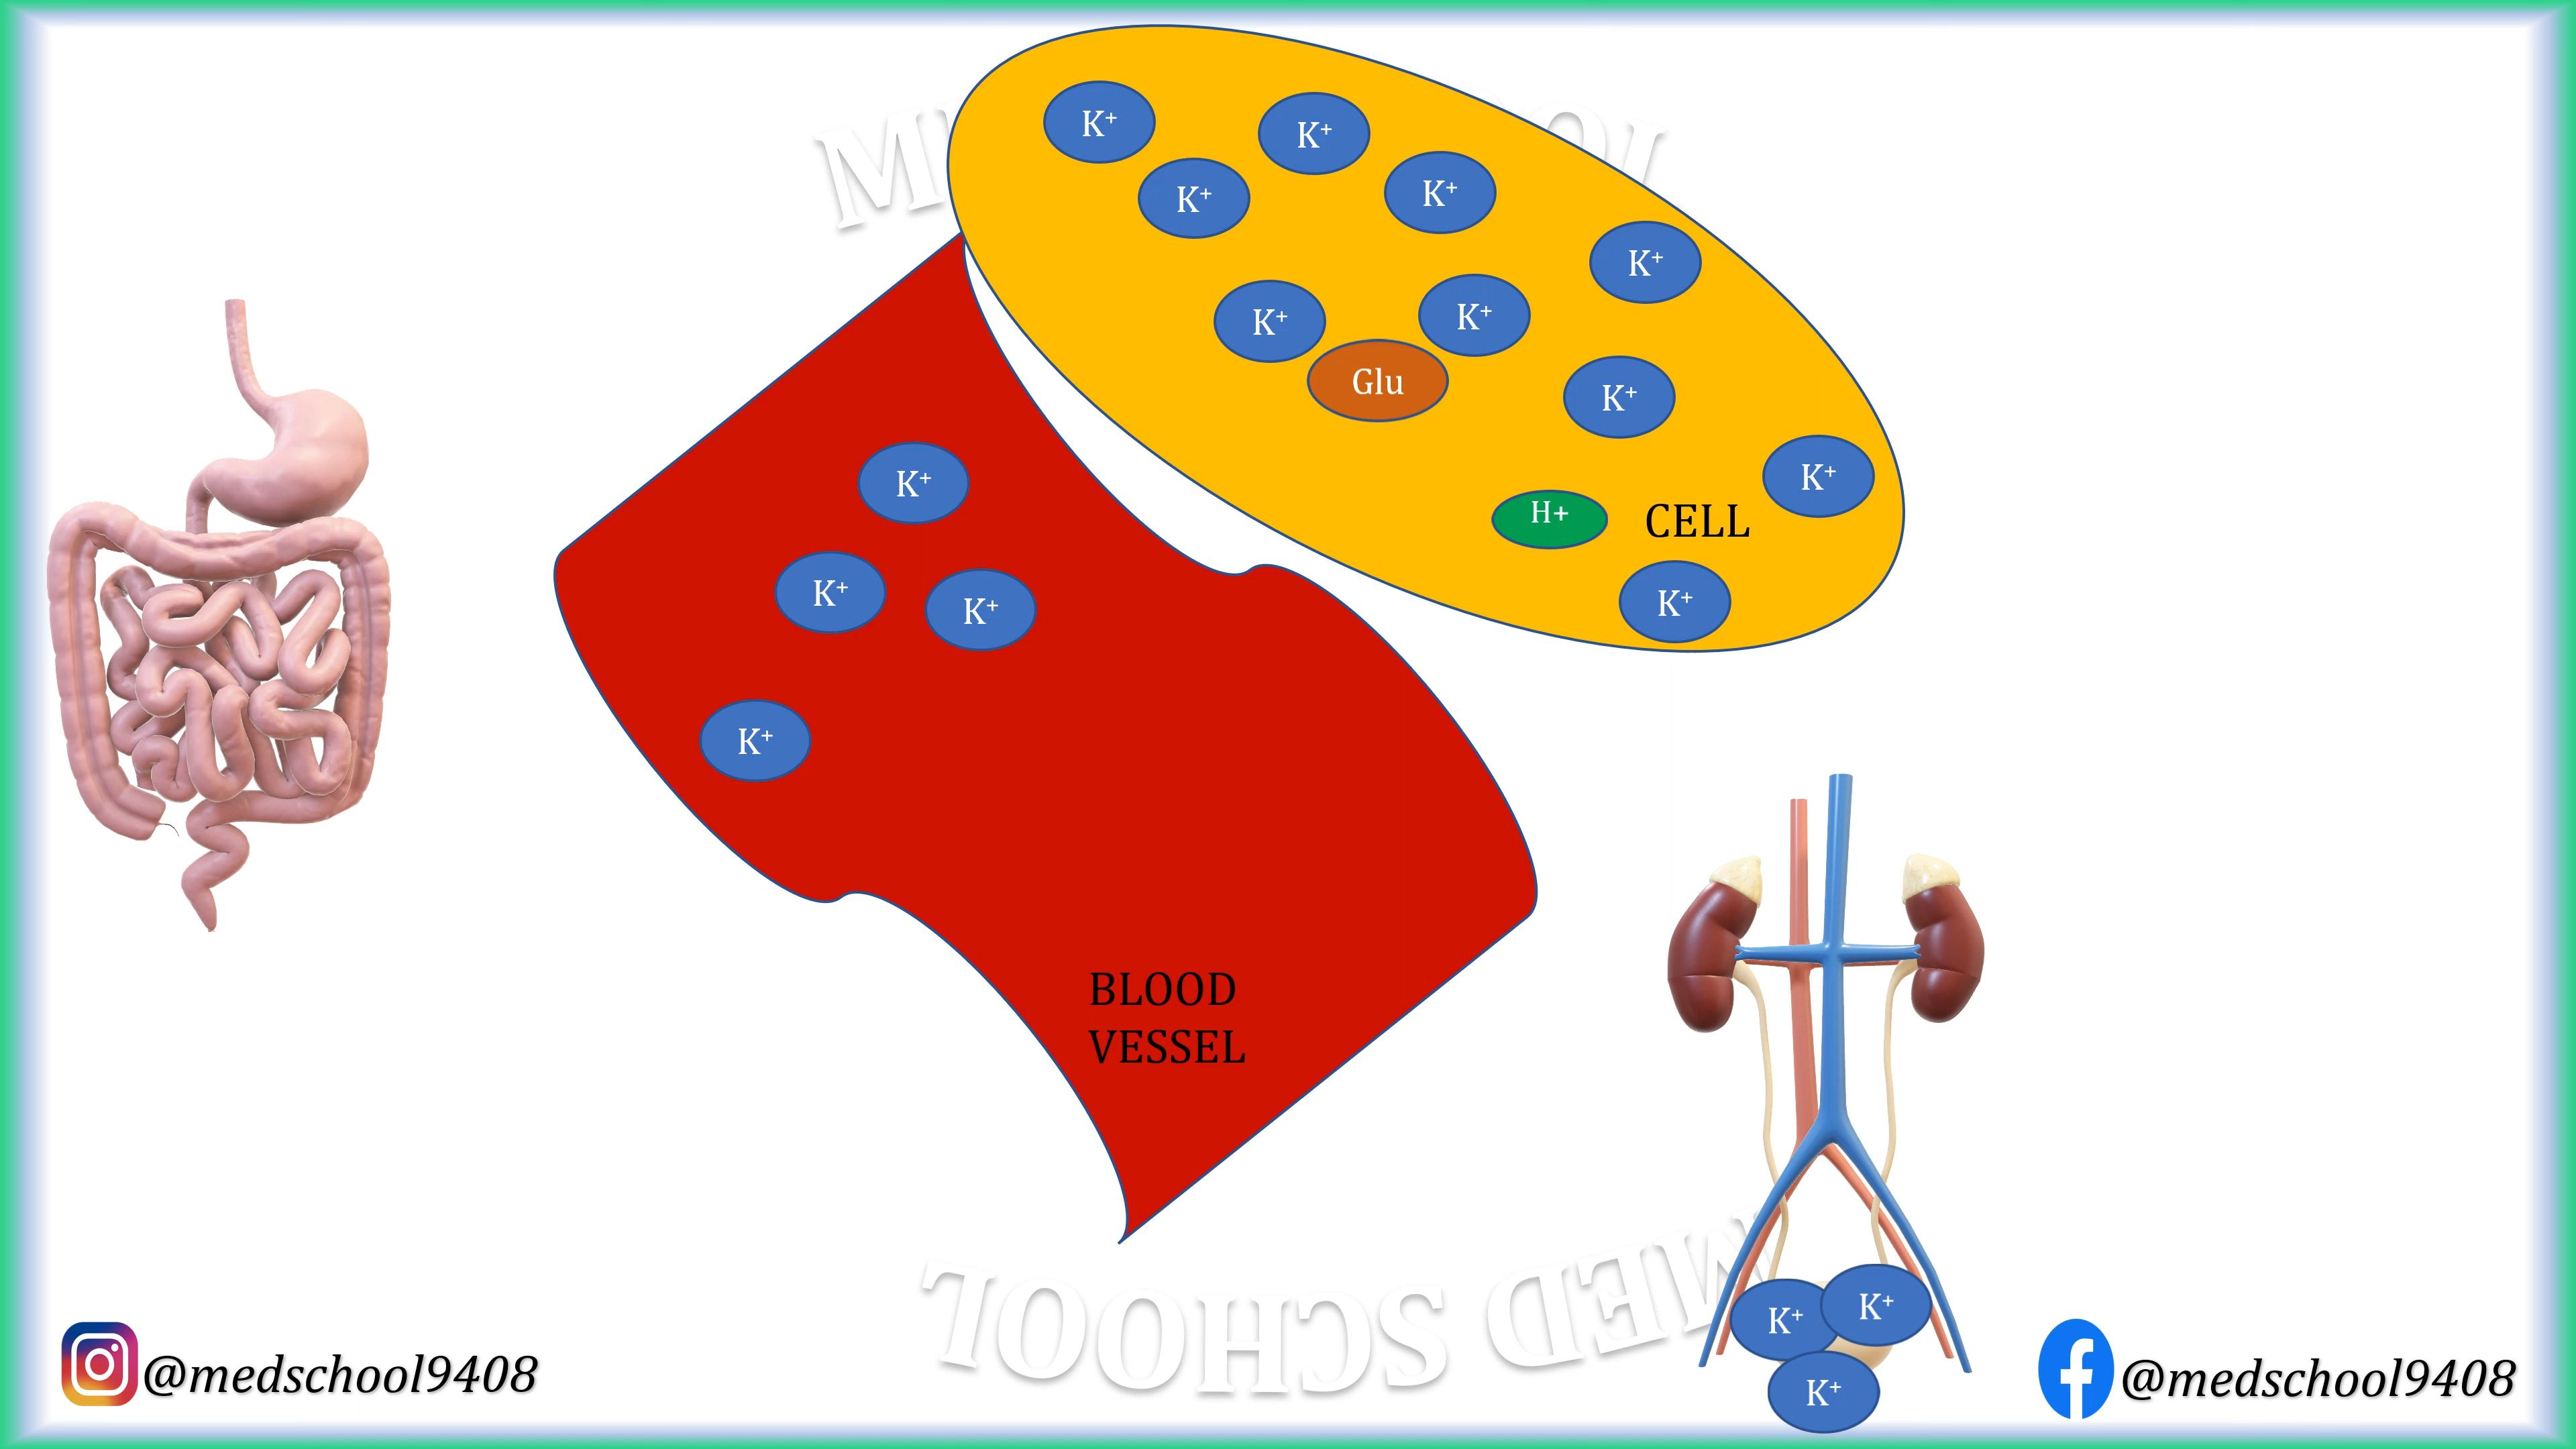 K⁺
K⁺
K⁺
K⁺
K⁺
K⁺
K⁺
Glu
K⁺
K⁺
H+
CELL
K⁺
K⁺
K⁺
K⁺
K⁺
BLOOD
VESSEL
MED SCHOOL
K⁺
K⁺
K⁺
@medschool9408
@medschool9408